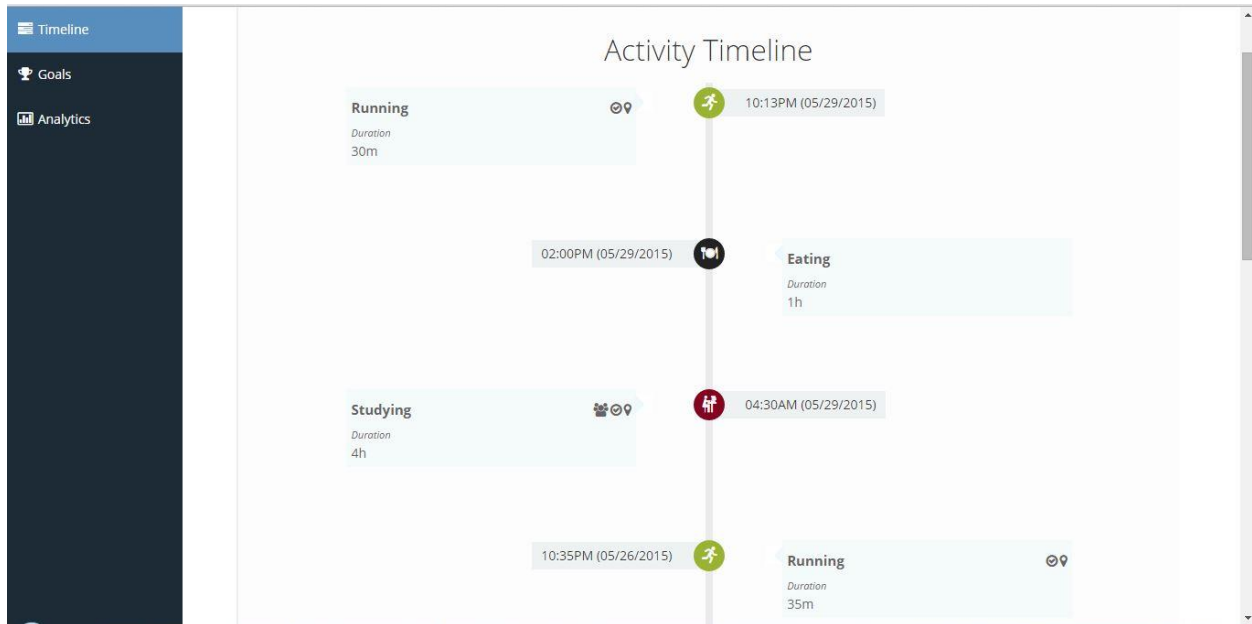 Timeline
Goals
Analytics
Activity Timeline
Running
Duration
30m
10:13PM (05/29/2015)
02:00PM (05/29/2015)
Eating
Duration
1h
Studying
Duration
4h
04:30AM (05/29/2015)
10:35PM (05/26/2015)
Running
Duration
35m